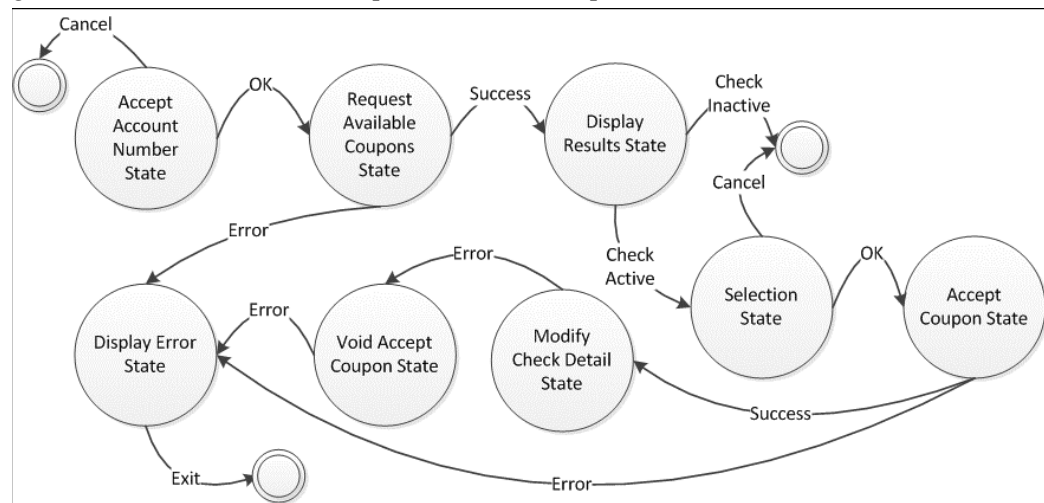 Cancel
Accept
Account
Number
State
OK
Request
Available
Coupons
State
Success
Display
Results State
Check
Inactive
Cancel
Error
Check
Active
Selection
State
OK
Accept
Coupon State
Error
Modify
Check Detail
State
Void Accept
Coupon State
Error
Display Error
State
Success
Error
Exit